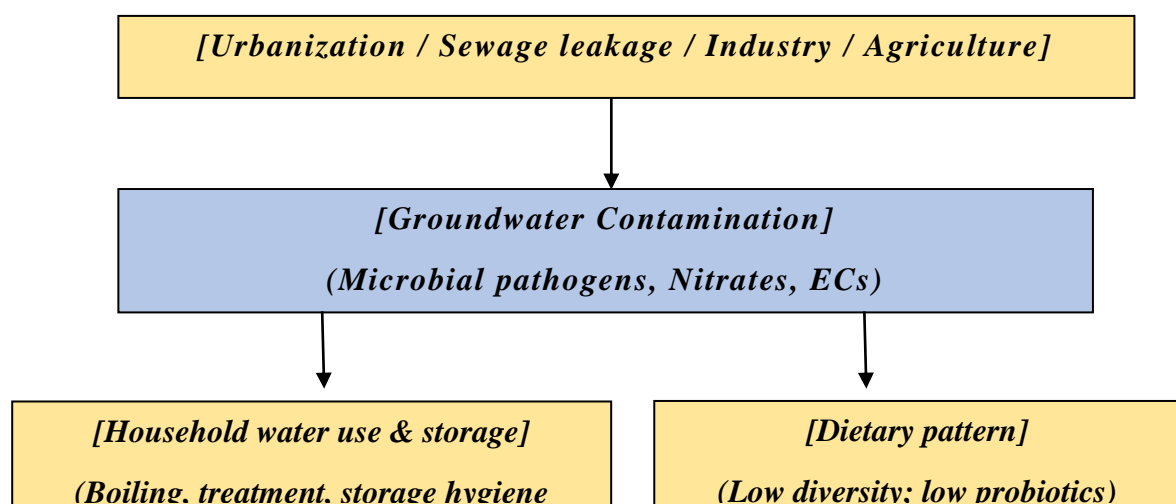 [Urbanization / Sewage leakage / Industry / Agriculture]
[Groundwater Contamination]
(Microbial pathogens, Nitrates, ECs)
[Household water use & storage]
(Boiling, treatment, storage hygiene
[Dietary pattern]
(Low diversity; low probiotics)